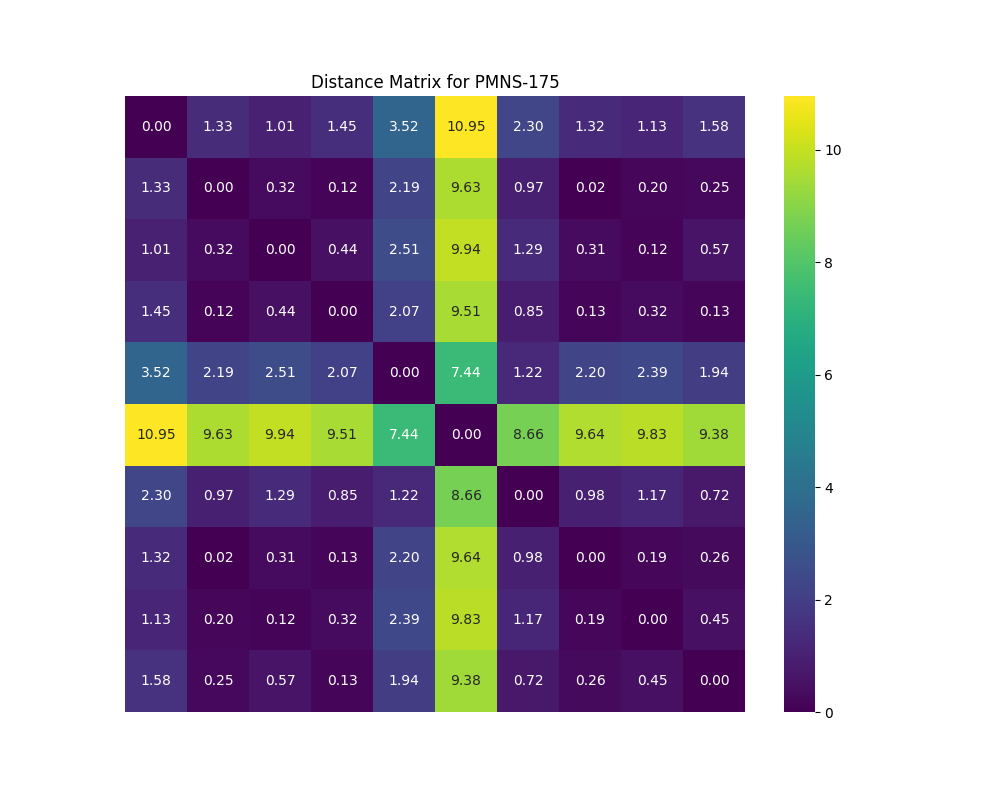 Distance Matrix for PMNS-175
0.00 1.33 1.01 1.45 3.52 10.95 2.30 1.32 1.13 1.58
1.33 0.00 0.32 0.12 2.19 9.63 0.97 0.02 0.20 0.25
1.01 0.32 0.00 0.44 2.51 9.94 1.29 0.31 0.12 0.57
1.45 0.12 0.44 0.00 2.07 9.51 0.85 0.13 0.32 0.13
3.52 2.19 2.51 2.07 0.00 7.44 1.22 2.20 2.39 1.94
10.95 9.63 9.94 9.51 7.44 0.00 8.66 9.64 9.83 9.38
2.30 0.97 1.29 0.85 1.22 8.66 0.00 0.98 1.17 0.72
1.32 0.02 0.31 0.13 2.20 9.64 0.98 0.00 0.19 0.26
1.13 0.20 0.12 0.32 2.39 9.83 1.17 0.19 0.00 0.45
1.58 0.25 0.57 0.13 1.94 9.38 0.72 0.26 0.45 0.00
10
8
6
4
2
0